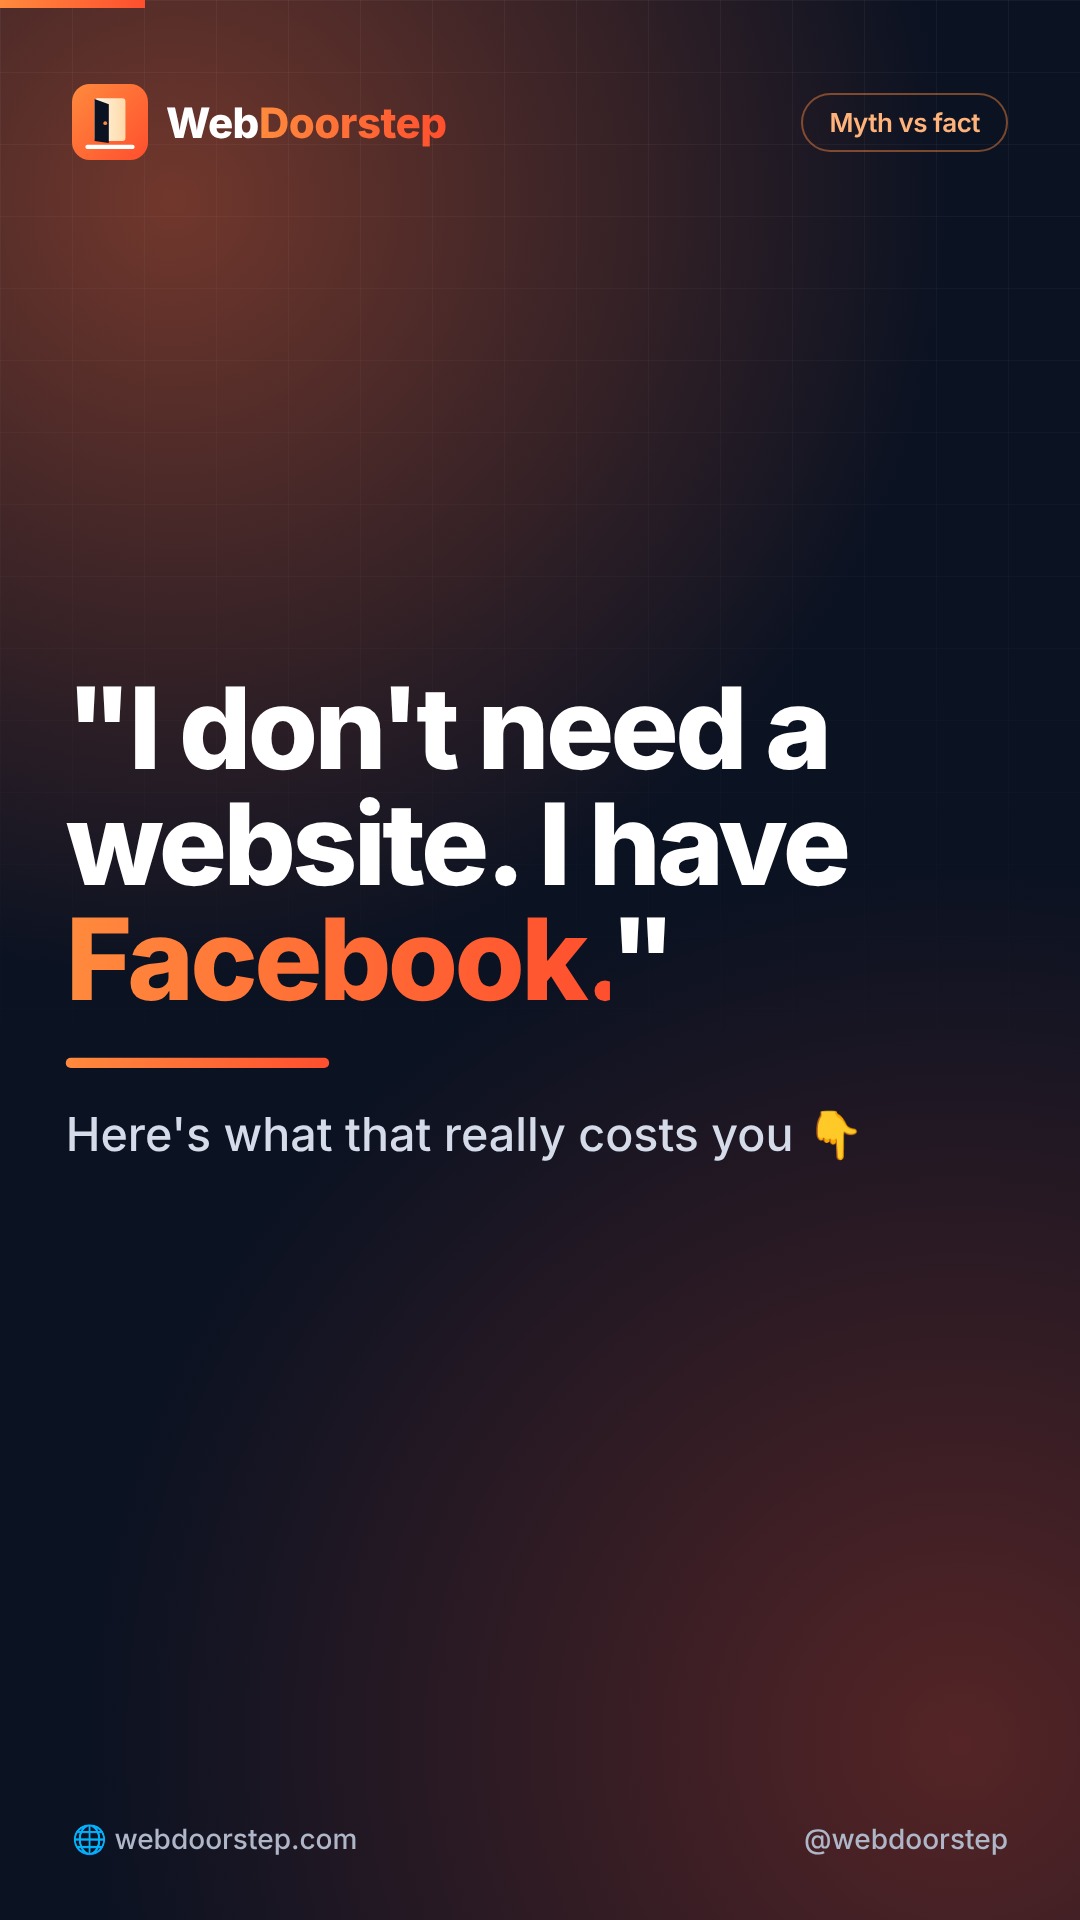 WebDoorstep
Myth vs fact
"I don't need a
website. I have
Facebook."
Here's what that really costs you 👇
🌐 webdoorstep.com
@webdoorstep